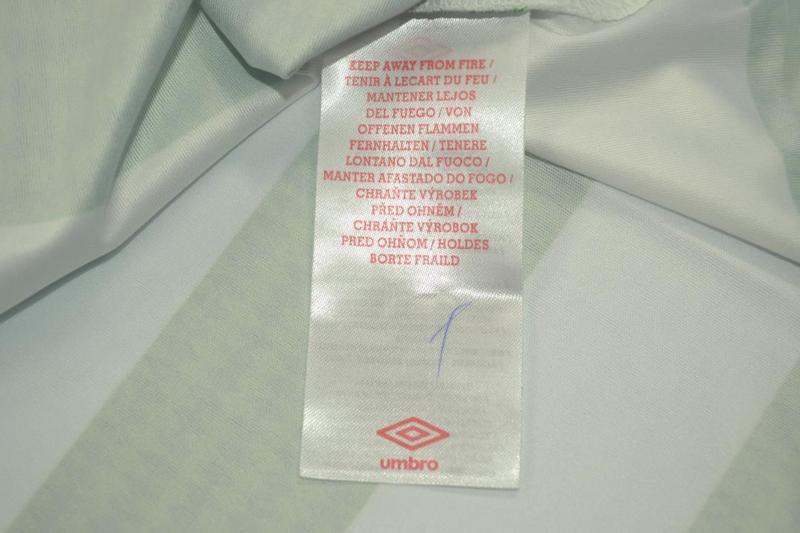 KEEP AWAY FROM FIRE /
TENIR À LECART DU FEU /
MANTENER LEJOS
DEL FUEGO / VON
OFFENEN FLAMMEN
FERNHALTEN / TENERE
LONTANO DAL FUOCO /
MANTER AFASTADO DO FOGO /
CHRAŇTE VÝROBEK
PŘED OHNĚM /
CHRAŇTE VÝROBOK
PRED OHŇOM / HOLDES
BORTE FRAILD
umbro